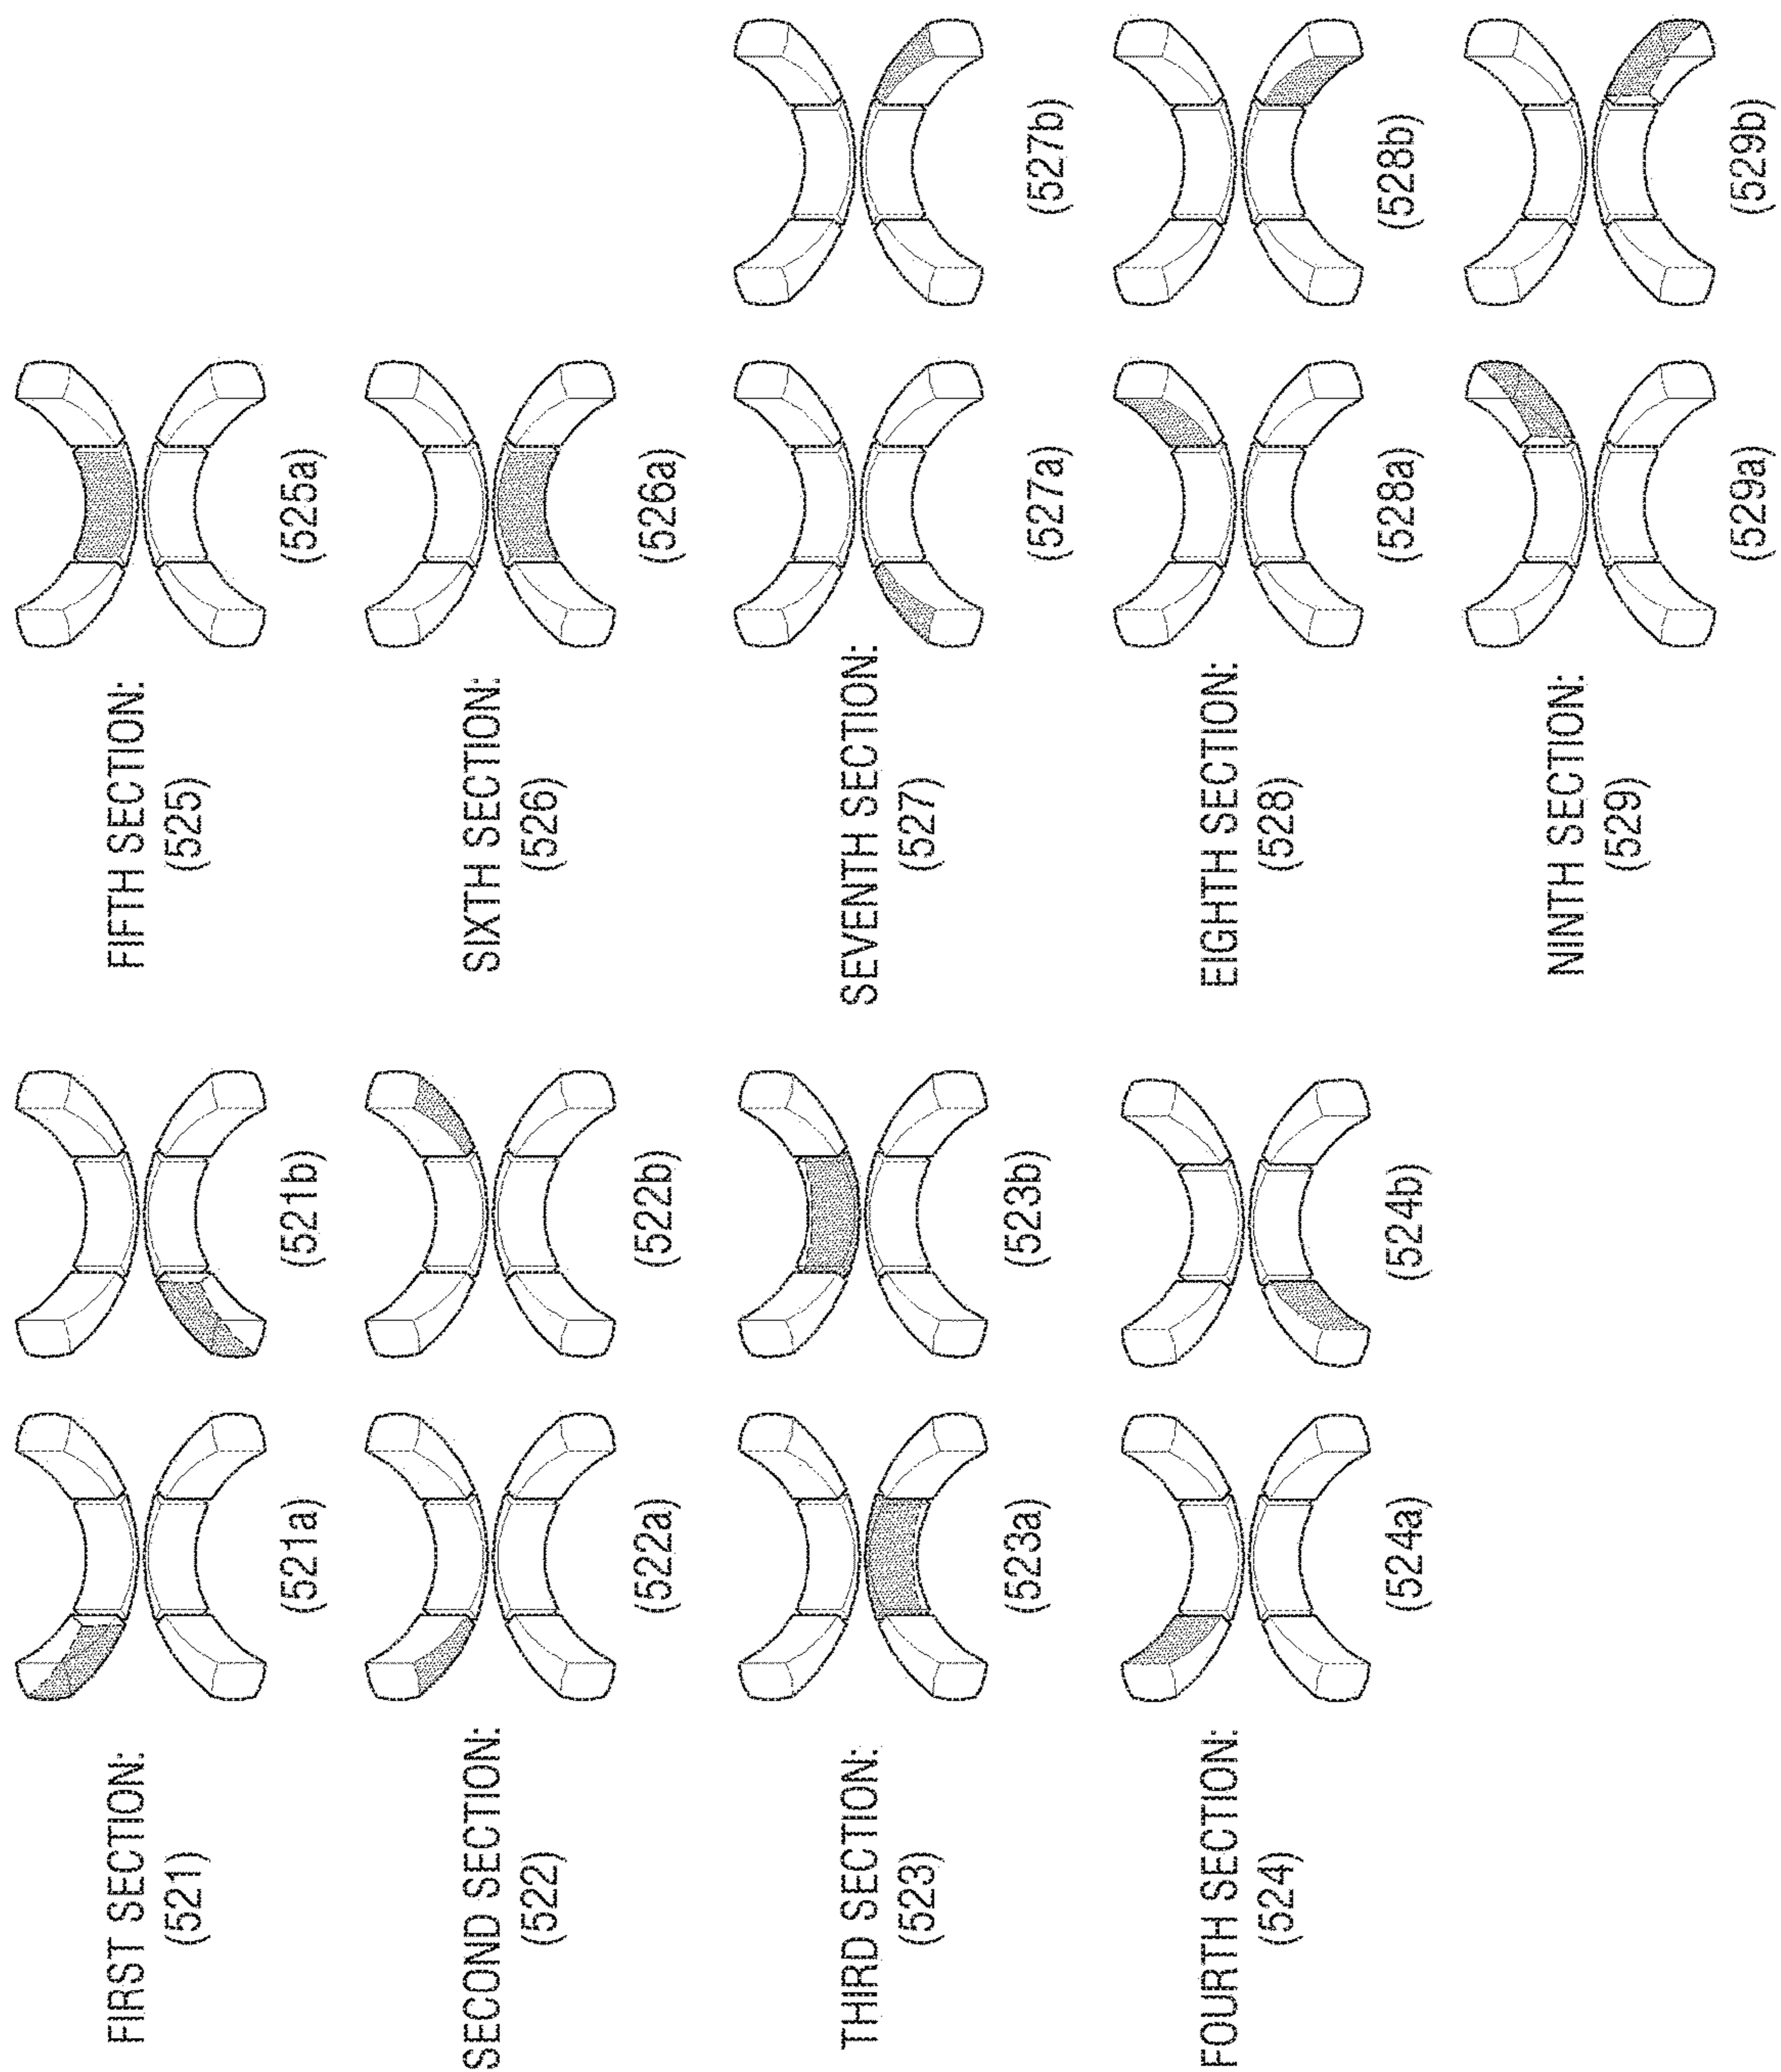 FIRST SECTION:
(521)
(521a)
(521b)
SECOND SECTION:
(522)
(522a)
(522b)
THIRD SECTION:
(523)
(523a)
(523b)
FOURTH SECTION:
(524)
(524a)
(524b)
FIFTH SECTION:
(525)
(525a)
SIXTH SECTION:
(526)
(526a)
SEVENTH SECTION:
(527)
(527a)
(527b)
EIGHTH SECTION:
(528)
(528a)
(528b)
NINTH SECTION:
(529)
(529a)
(529b)